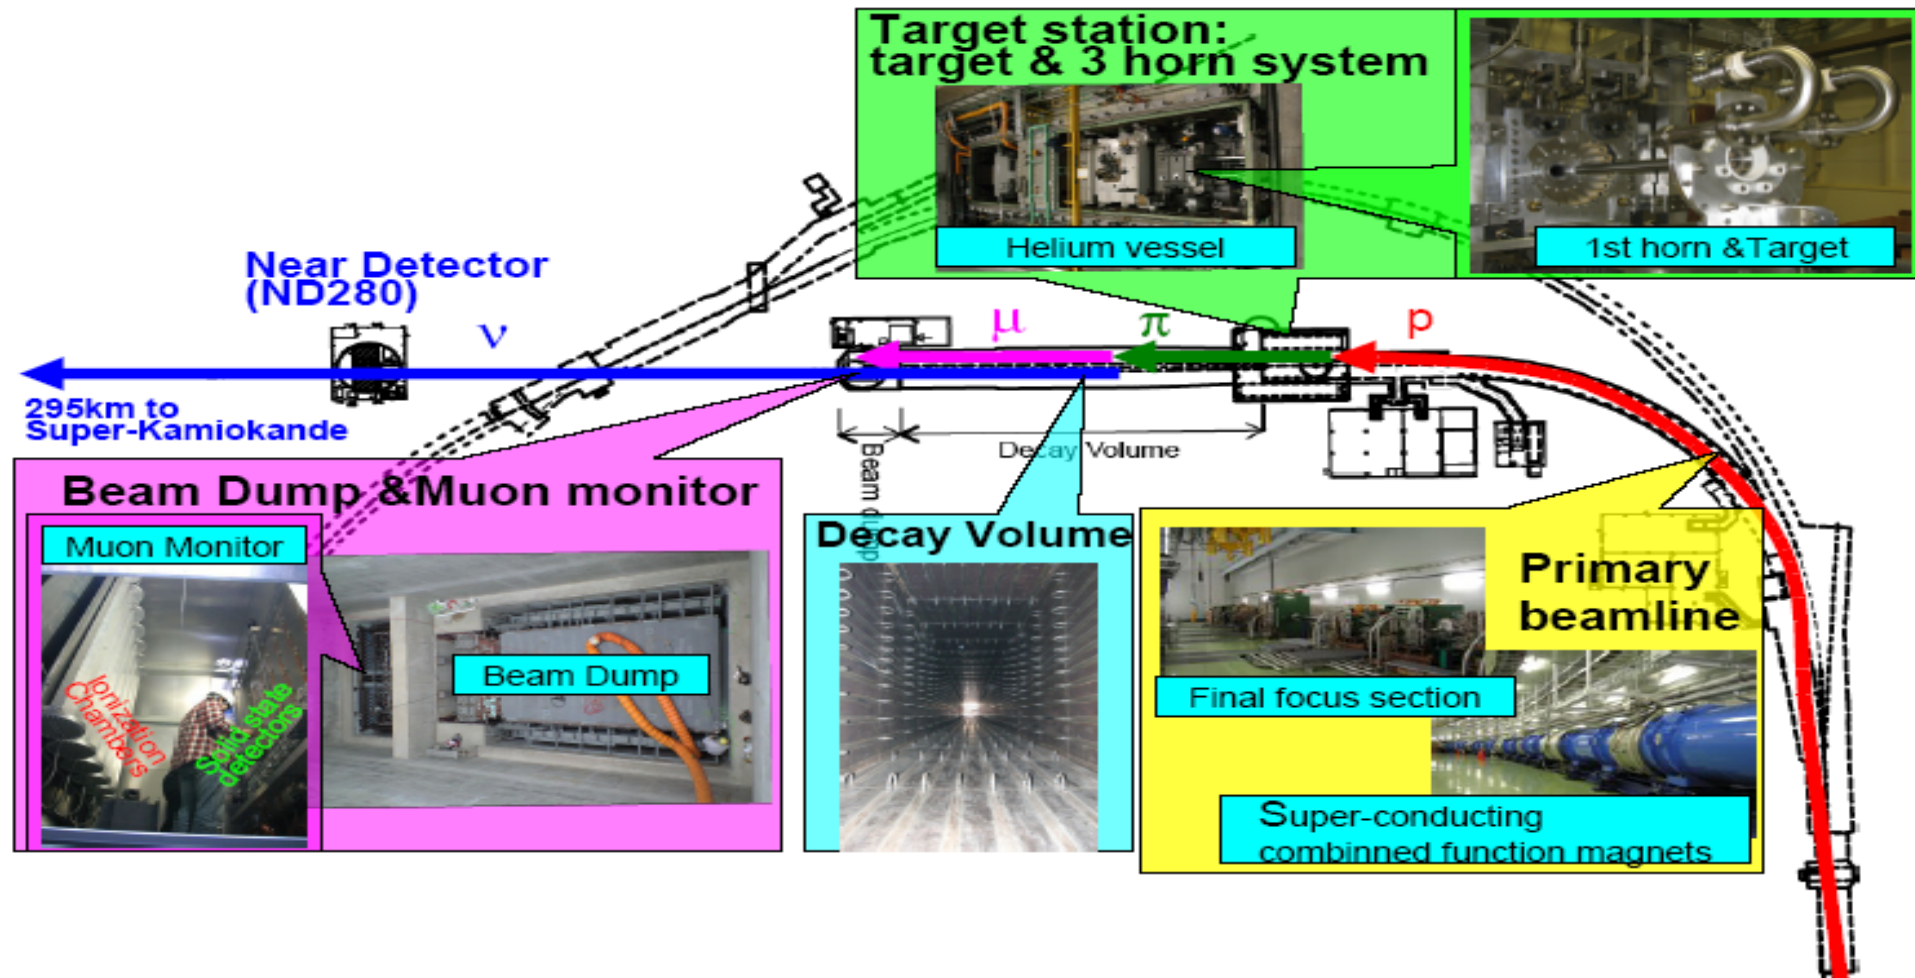 Target station:
target & 3 horn system
Helium vessel
1st horn &Target
Near Detector
(ND280)
ν
μ
π
p
295km to
Super-Kamiokande
Decay Volume
Beam dump
Beam Dump &Muon monitor
Muon Monitor
Ionization
Chambers
Solid state
detectors
Beam Dump
Decay Volume
Primary
beamline
Final focus section
Super-conducting
combinned function magnets